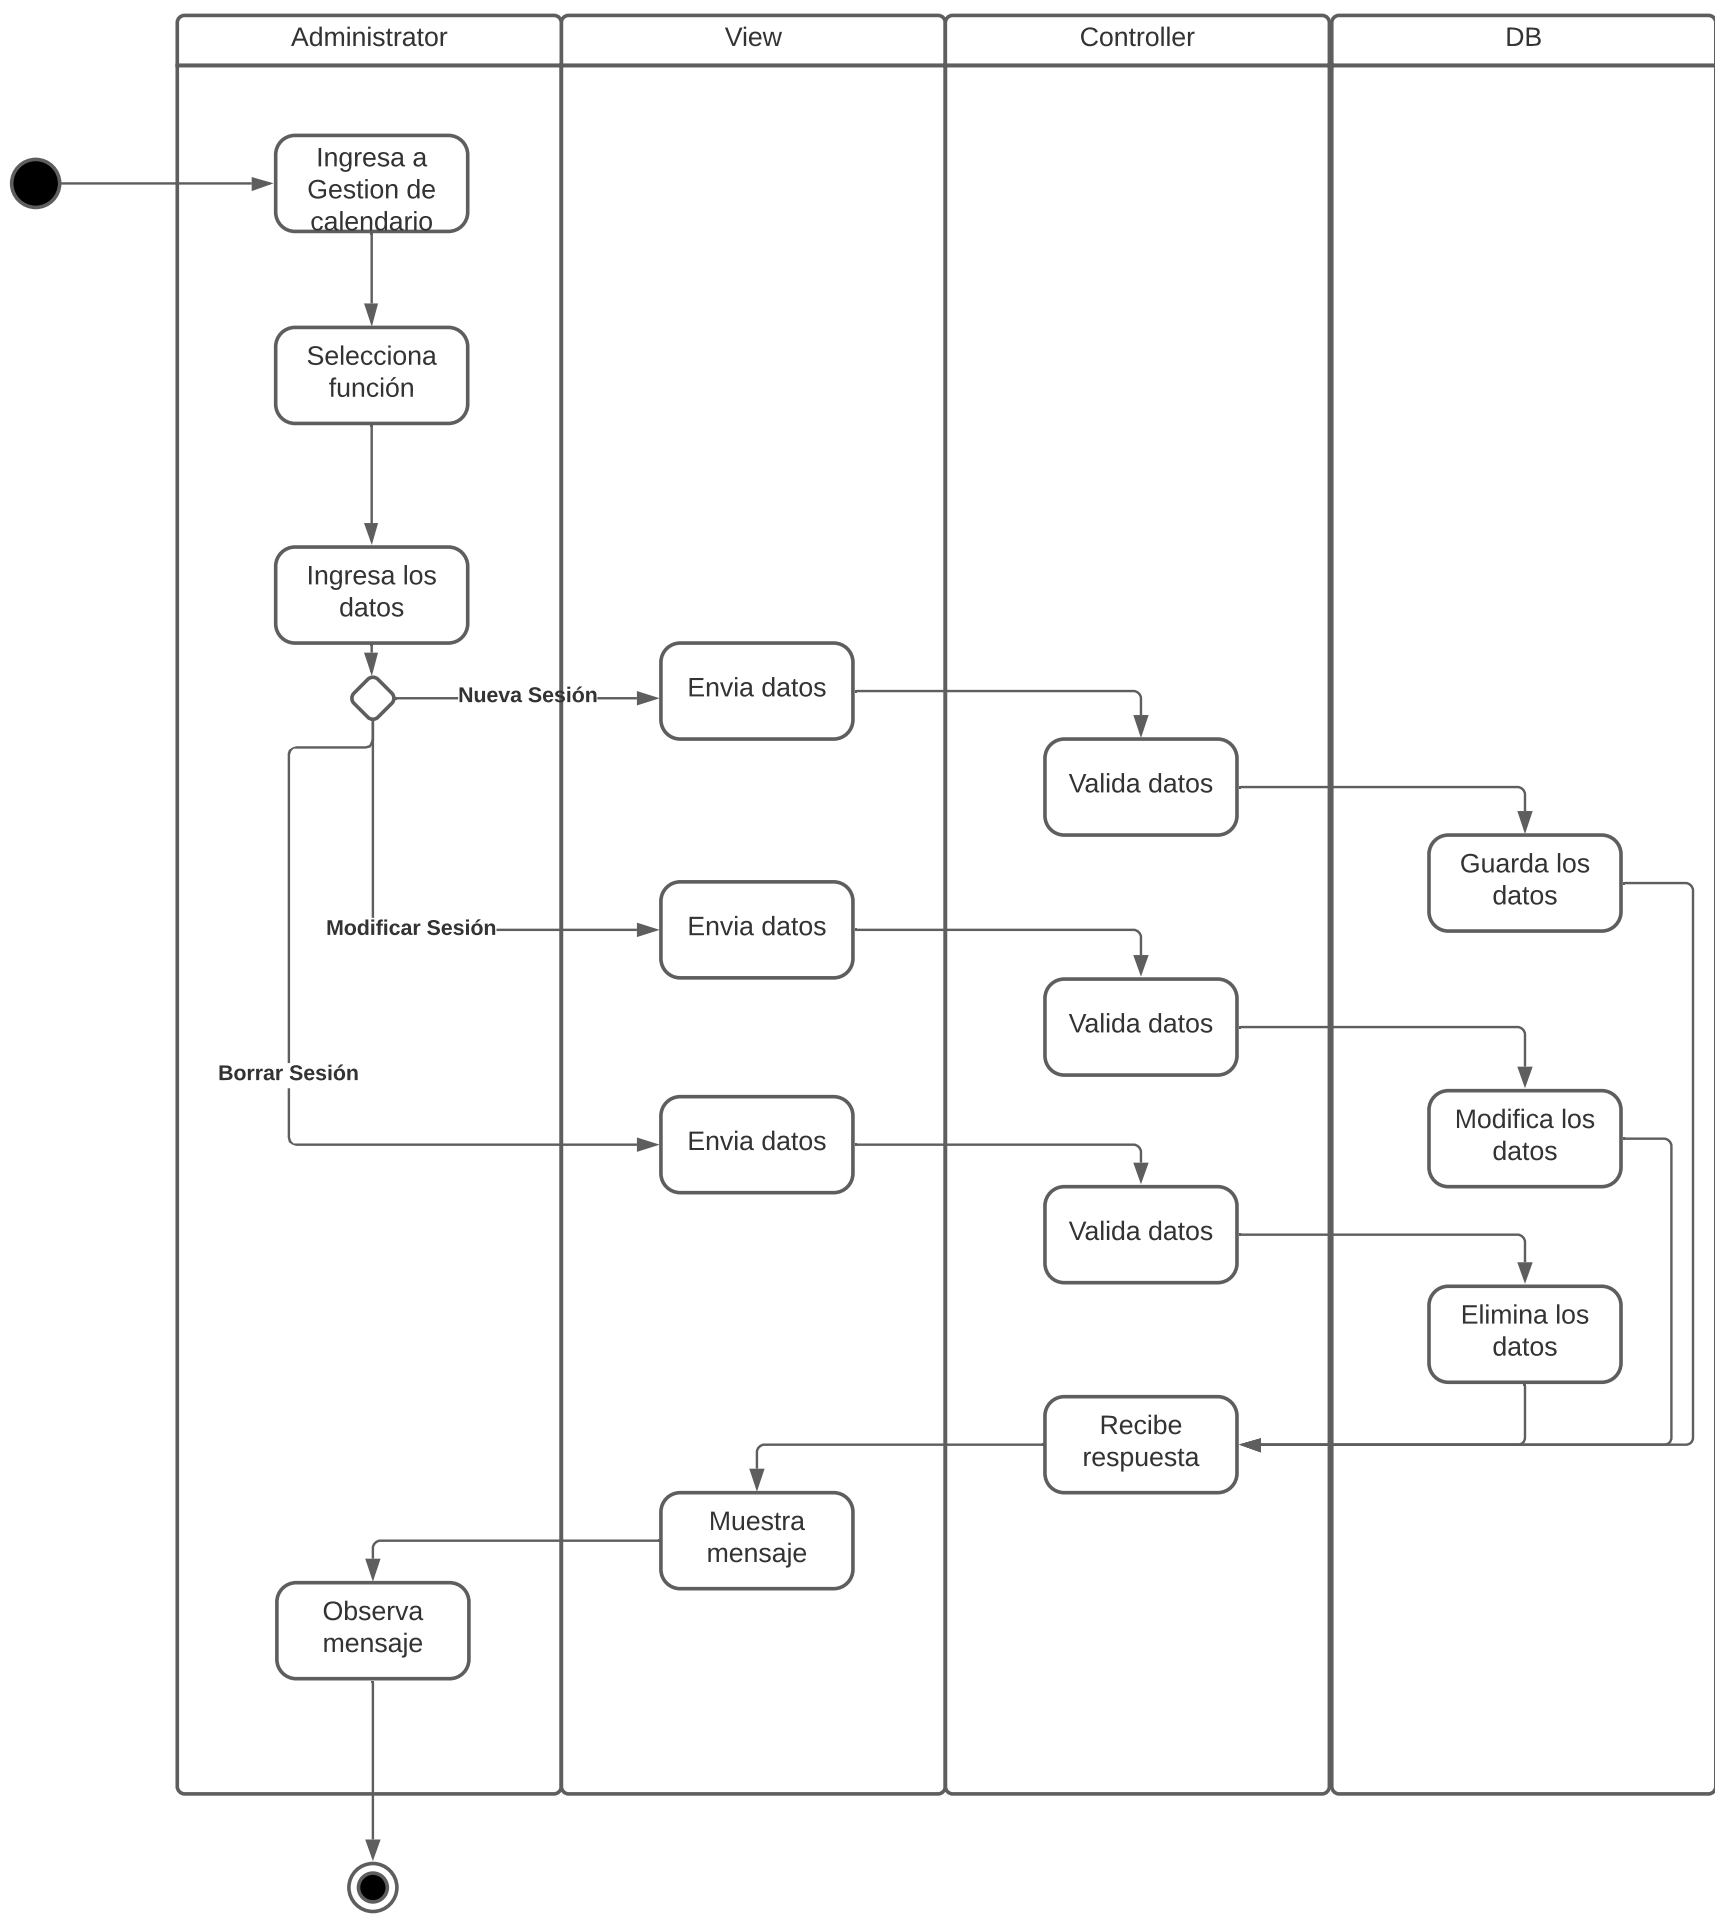 Administrator
View
Controller
DB
Ingresa a
Gestion de
calendario
Selecciona
función
Ingresa los
datos
Nueva Sesión
Envia datos
Valida datos
Guarda los
datos
Modificar Sesión
Envia datos
Valida datos
Borrar Sesión
Modifica los
datos
Envia datos
Valida datos
Elimina los
datos
Recibe
respuesta
Muestra
mensaje
Observa
mensaje